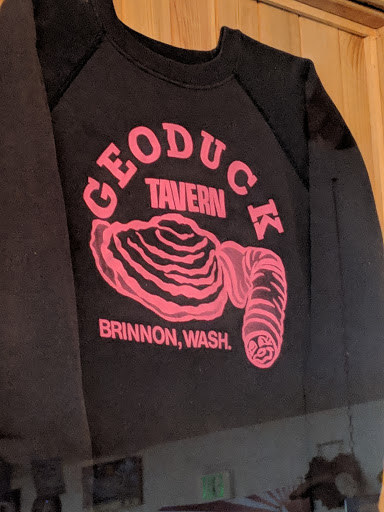 GEODUCK
TAVERN
BRINNON, WASH.